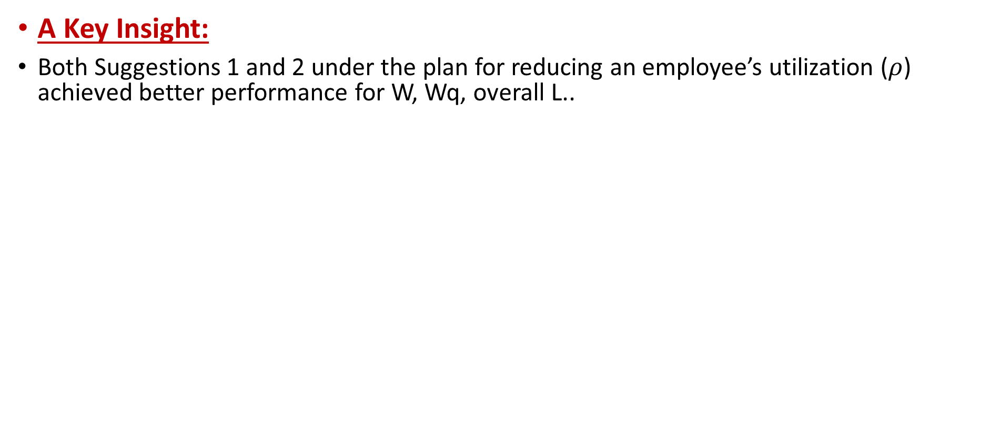 • A Key Insight:
• Both Suggestions 1 and 2 under the plan for reducing an employee’s utilization (𝜌)
achieved better performance for W, Wq, overall L..